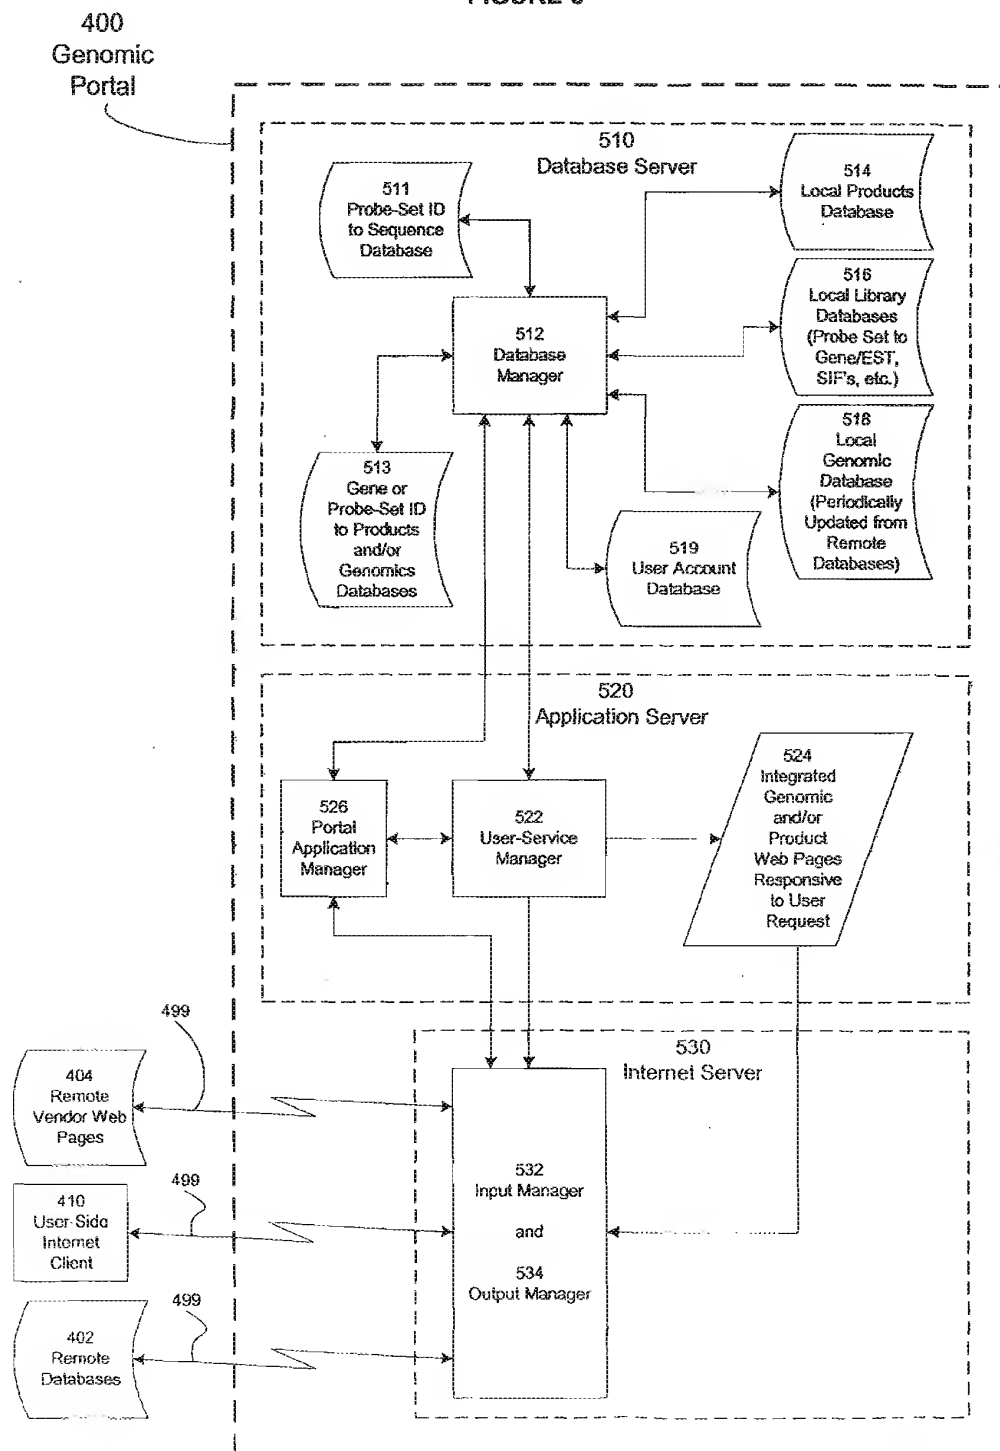 400
Genomic
Portal
510
Database Server
511
Probe-Set ID
to Sequence
Database
514
Local Products
Database
516
Local Library
Databases
(Probe Set to
Gene/EST,
SIF's, etc.)
512
Database
Manager
518
Local
Genomic
Database
(Periodically
Updated from
Remote
Databases)
513
Gene or
Probe-Set ID
to Products
and/or
Genomics
Databases
519
User Account
Database
520
Application Server
526
Portal
Application
Manager
522
User-Service
Manager
524
Integrated
Genomic
and/or
Product
Web Pages
Responsive
to User
Request
530
Internet Server
499
404
Remote
Vendor Web
Pages
499
410
User-Side
Internet
Client
532
Input Manager
and
534
Output Manager
499
402
Remote
Databases